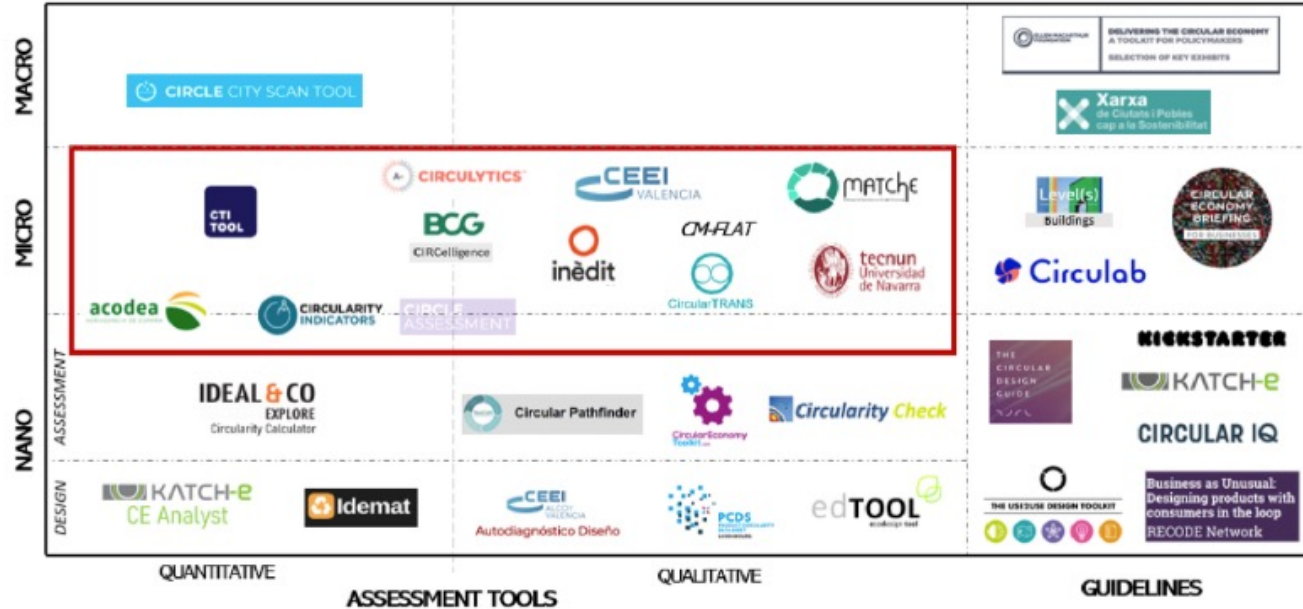 MACRO
CIRCLE CITY SCAN TOOL
ELLEN MACARTHUR
FOUNDATION
DELIVERING THE CIRCULAR ECONOMY
A TOOLKIT FOR POLICYMAKERS
SELECTION OF KEY EXHIBITS
Xarxa
de Ciutats i Pobles
cap a la Sostenibilitat
MICRO
CTI
TOOL
CIRCULYTICS
BCG
CIRCelligence
CEEI
VALENCIA
inèdit
CM-FLAT
CircularTRANS
MATChE
tecnun
Universidad
de Navarra
acodea
CIRCULARITY
INDICATORS
CIRCLE
ASSESSMENT
Level(s)
Buildings
CIRCULAR
ECONOMY
BRIEFING
FOR BUSINESSES
Circulab
NANO
ASSESSMENT
IDEAL & CO
EXPLORE
Circularity Calculator
Circular Pathfinder
CircularEconomy
Toolkit.com
Circularity Check
THE
CIRCULAR
DESIGN
GUIDE
KICKSTARTER
KATCH-e
CIRCULAR IQ
DESIGN
KATCH-e
CE Analyst
Idemat
CEEI
ALCOY
VALENCIA
Autodiagnóstico Diseño
PCDS
edTOOL
ecodesign tool
THE USE2USE DESIGN TOOLKIT
Business as Unusual:
Designing products with
consumers in the loop
RECODE Network
QUANTITATIVE
QUALITATIVE
ASSESSMENT TOOLS
GUIDELINES